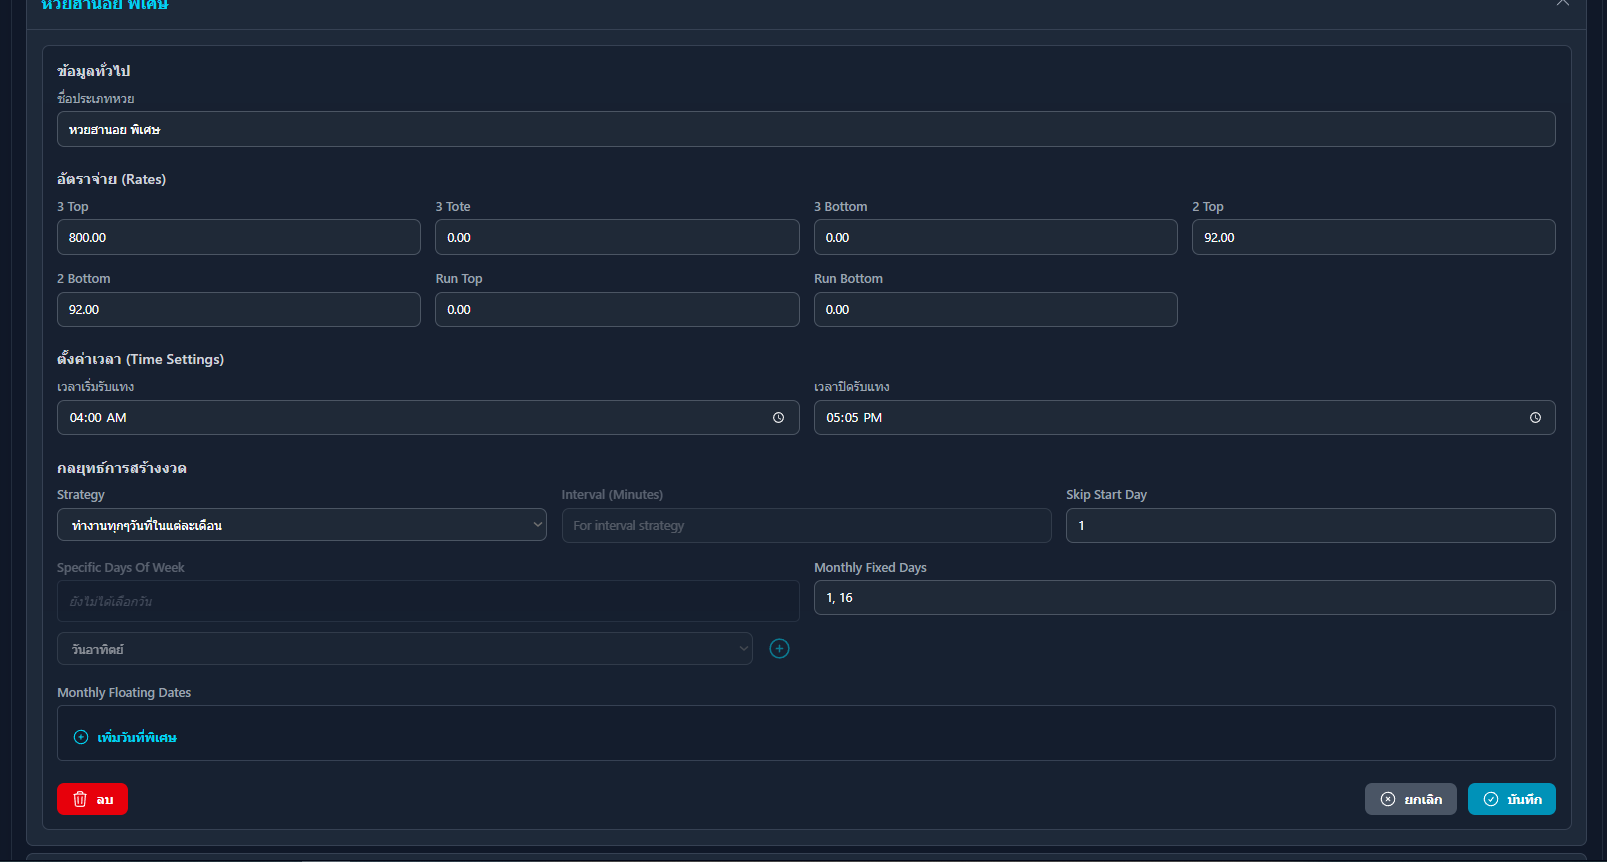 หวยฮานอย พิเศษ
ข้อมูลทั่วไป
ชื่อประเภทหวย
หวยฮานอย พิเศษ
อัตราจ่าย (Rates)
3 Top
3 Tote
3 Bottom
2 Top
800.00
0.00
0.00
92.00
2 Bottom
Run Top
Run Bottom
92.00
0.00
0.00
ตั้งค่าเวลา (Time Settings)
เวลาเริ่มรับแทง
เวลาปิดรับแทง
04:00 AM
05:05 PM
กลยุทธ์การสร้างงวด
Strategy
Interval (Minutes)
Skip Start Day
ทำงานทุกๆวันที่ในแต่ละเดือน
For interval strategy
1
Specific Days Of Week
Monthly Fixed Days
ยังไม่ได้เลือกวัน
1, 16
วันอาทิตย์
Monthly Floating Dates
เพิ่มวันที่พิเศษ
ลบ
ยกเลิก
บันทึก